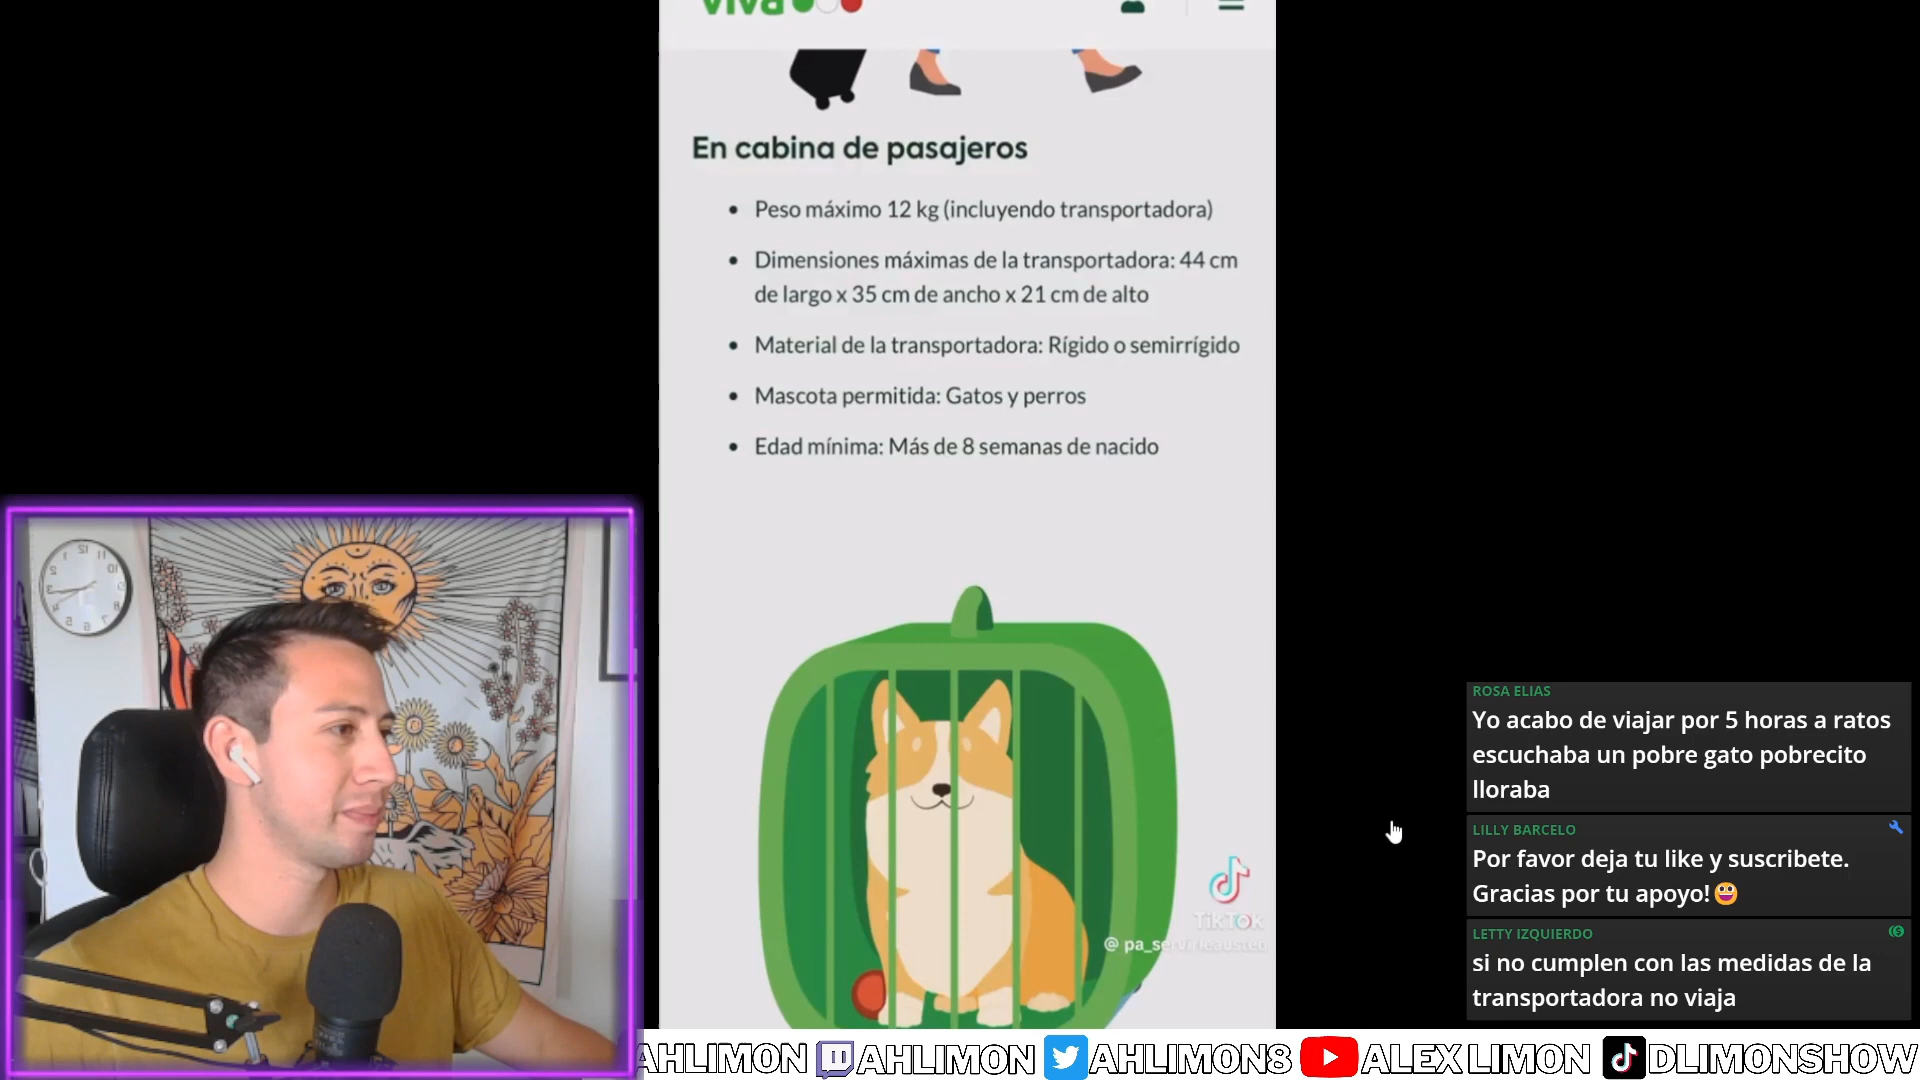 viva
En cabina de pasajeros
Peso máximo 12 kg (incluyendo transportadora)
Dimensiones máximas de la transportadora: 44 cm
de largo x 35 cm de ancho x 21 cm de alto
Material de la transportadora: Rígido o semirrígido
Mascota permitida: Gatos y perros
Edad mínima: Más de 8 semanas de nacido
TikTok
ROSA ELIAS
Yo acabo de viajar por 5 horas a ratos
escuchaba un pobre gato pobrecito
lloraba
LILLY BARCELO
Por favor deja tu like y suscribete.
Gracias por tu apoyo!😃
LETTY IZQUIERDO
si no cumplen con las medidas de la
transportadora no viaja
AHLIMON AHLIMON AHLIMON8 ALEX LIMON DLIMONSHOW